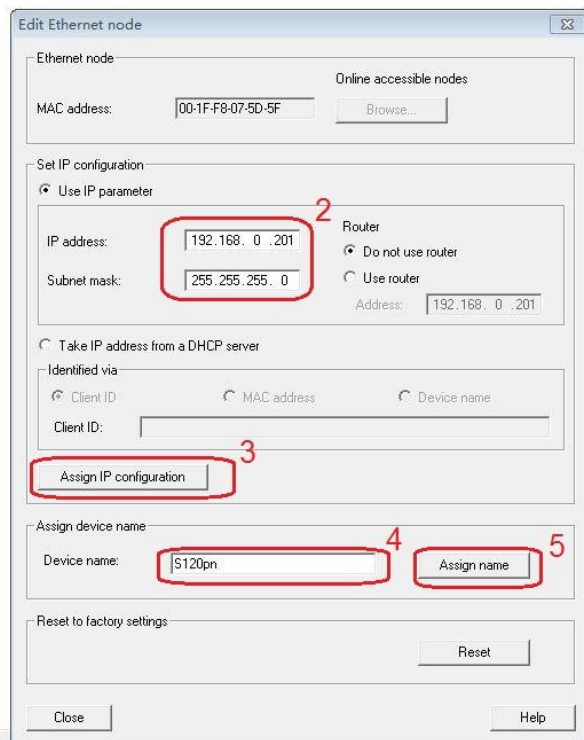 Edit Ethernet node
Ethernet node
Online accessible nodes
MAC address: 00-1F-F8-07-5D-5F Browse...
Set IP configuration
Use IP parameter
2
IP address: 192.168. 0 .201
Subnet mask: 255.255.255. 0
Router
Do not use router
Use router
Address: 192.168. 0 .201
Take IP address from a DHCP server
Identified via
Client ID MAC address Device name
Client ID:
3
Assign IP configuration
Assign device name
4
5
Device name: S120pn Assign name
Reset to factory settings
Reset
Close Help